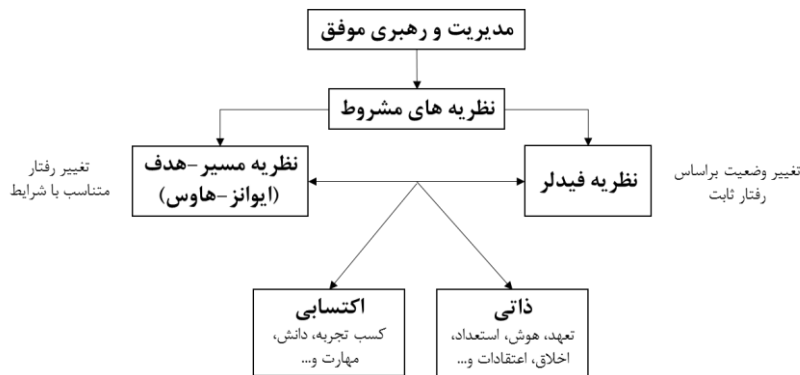 مدیریت و رهبری موفق
نظریه های مشروط
نظریه فیدلر
تغییر وضعیت براساس
رفتار ثابت
نظریه مسیر-هدف
(ایوانز-هاوس)
تغییر رفتار
متناسب با شرایط
ذاتی
تعهد، هوش، استعداد،
اخلاق، اعتقادات و...
اکتسابی
کسب تجربه، دانش،
مهارت و...